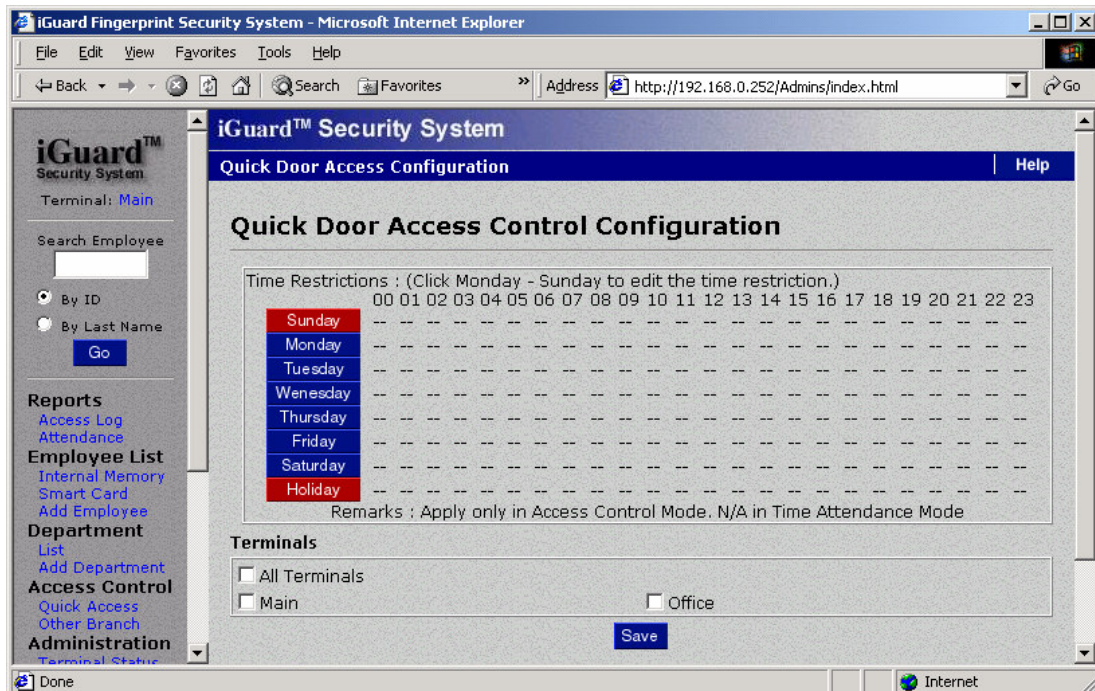 iGuard Fingerprint Security System - Microsoft Internet Explorer
File Edit View Favorites Tools Help
Back Search Favorites » Address http://192.168.0.252/Admins/index.html Go
iGuard™
Security System
Terminal: Main
Search Employee
By ID
By Last Name
Go
Reports
Access Log
Attendance
Employee List
Internal Memory
Smart Card
Add Employee
Department
List
Add Department
Access Control
Quick Access
Other Branch
Administration
Terminal Status
iGuard™ Security System
Quick Door Access Configuration | Help
Quick Door Access Control Configuration
Time Restrictions : (Click Monday - Sunday to edit the time restriction.)
00 01 02 03 04 05 06 07 08 09 10 11 12 13 14 15 16 17 18 19 20 21 22 23
Sunday -- -- -- -- -- -- -- -- -- -- -- -- -- -- -- -- -- -- -- -- -- -- -- --
Monday -- -- -- -- -- -- -- -- -- -- -- -- -- -- -- -- -- -- -- -- -- -- -- --
Tuesday -- -- -- -- -- -- -- -- -- -- -- -- -- -- -- -- -- -- -- -- -- -- -- --
Wenesday -- -- -- -- -- -- -- -- -- -- -- -- -- -- -- -- -- -- -- -- -- -- -- --
Thursday -- -- -- -- -- -- -- -- -- -- -- -- -- -- -- -- -- -- -- -- -- -- -- --
Friday -- -- -- -- -- -- -- -- -- -- -- -- -- -- -- -- -- -- -- -- -- -- -- --
Saturday -- -- -- -- -- -- -- -- -- -- -- -- -- -- -- -- -- -- -- -- -- -- -- --
Holiday -- -- -- -- -- -- -- -- -- -- -- -- -- -- -- -- -- -- -- -- -- -- -- --
Remarks : Apply only in Access Control Mode. N/A in Time Attendance Mode
Terminals
All Terminals
Main Office
Save
Done Internet